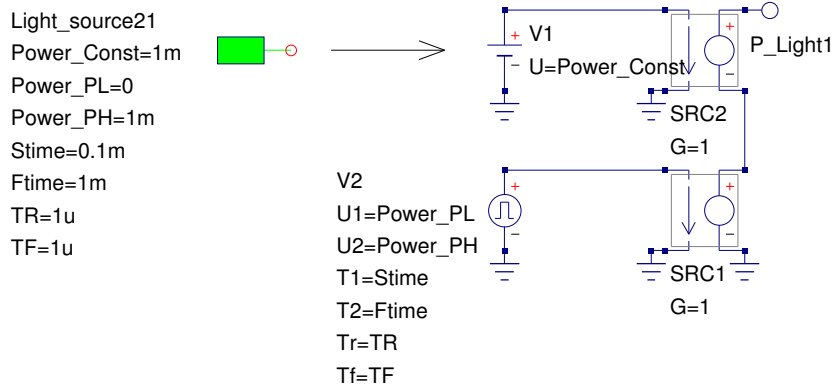 Light_source21
Power_Const=1m
Power_PL=0
Power_PH=1m
Stime=0.1m
Ftime=1m
TR=1u
TF=1u
V1
U=Power_Const
+
−
+
−
P_Light1
SRC2
G=1
V2
U1=Power_PL
U2=Power_PH
T1=Stime
T2=Ftime
Tr=TR
Tf=TF
+
−
+
−
SRC1
G=1